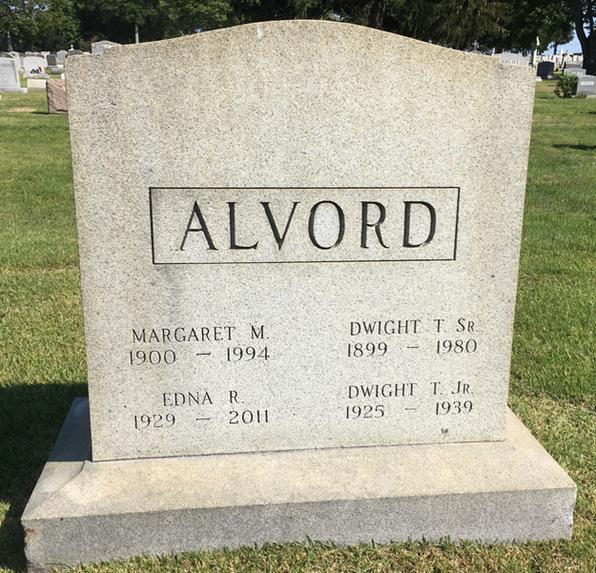 ALVORD
MARGARET M.
1900 – 1994
DWIGHT T. SR.
1899 – 1980
EDNA R.
1929 – 2011
DWIGHT T. JR.
1925 – 1939